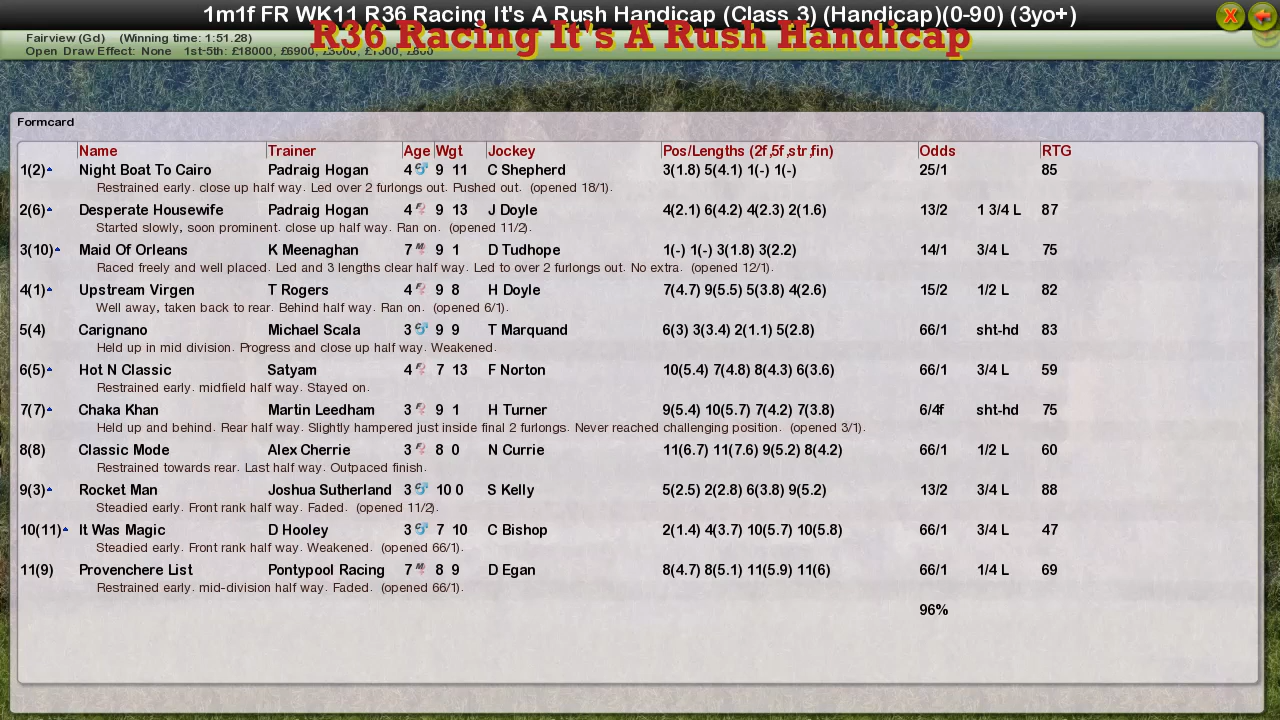 1m1f FR WK11 R36 Racing It's A Rush Handicap (Class 3) (Handicap)(0-90) (3yo+)
R36 Racing It's A Rush Handicap
Fairview (Gd) (Winning time: 1:51.28)
Open Draw Effect: None 1st-5th: £18000, £6900, £3000, £1500, £600
Formcard
Name Trainer Age Wgt Jockey Pos/Lengths (2f,5f,str,fin) Odds RTG
1(2) Night Boat To Cairo Padraig Hogan 4 9 11 C Shepherd 3(1.8) 5(4.1) 1(-) 1(-) 25/1 85
Restrained early. close up half way. Led over 2 furlongs out. Pushed out. (opened 18/1).
2(6) Desperate Housewife Padraig Hogan 4 9 13 J Doyle 4(2.1) 6(4.2) 4(2.3) 2(1.6) 13/2 1 3/4 L 87
Started slowly, soon prominent. close up half way. Ran on. (opened 11/2).
3(10) Maid Of Orleans K Meenaghan 7 9 1 D Tudhope 1(-) 1(-) 3(1.8) 3(2.2) 14/1 3/4 L 75
Raced freely and well placed. Led and 3 lengths clear half way. Led to over 2 furlongs out. No extra. (opened 12/1).
4(1) Upstream Virgen T Rogers 4 9 8 H Doyle 7(4.7) 9(5.5) 5(3.8) 4(2.6) 15/2 1/2 L 82
Well away, taken back to rear. Behind half way. Ran on. (opened 6/1).
5(4) Carignano Michael Scala 3 9 9 T Marquand 6(3) 3(3.4) 2(1.1) 5(2.8) 66/1 sht-hd 83
Held up in mid division. Progress and close up half way. Weakened.
6(5) Hot N Classic Satyam 4 7 13 F Norton 10(5.4) 7(4.8) 8(4.3) 6(3.6) 66/1 3/4 L 59
Restrained early. midfield half way. Stayed on.
7(7) Chaka Khan Martin Leedham 3 9 1 H Turner 9(5.4) 10(5.7) 7(4.2) 7(3.8) 6/4f sht-hd 75
Held up and behind. Rear half way. Slightly hampered just inside final 2 furlongs. Never reached challenging position. (opened 3/1).
8(8) Classic Mode Alex Cherrie 3 8 0 N Currie 11(6.7) 11(7.6) 9(5.2) 8(4.2) 66/1 1/2 L 60
Restrained towards rear. Last half way. Outpaced finish.
9(3) Rocket Man Joshua Sutherland 3 10 0 S Kelly 5(2.5) 2(2.8) 6(3.8) 9(5.2) 13/2 3/4 L 88
Steadied early. Front rank half way. Faded. (opened 11/2).
10(11) It Was Magic D Hooley 3 7 10 C Bishop 2(1.4) 4(3.7) 10(5.7) 10(5.8) 66/1 3/4 L 47
Steadied early. Front rank half way. Weakened. (opened 66/1).
11(9) Provenchere List Pontypool Racing 7 8 9 D Egan 8(4.7) 8(5.1) 11(5.9) 11(6) 66/1 1/4 L 69
Restrained early. mid-division half way. Faded. (opened 66/1).
96%